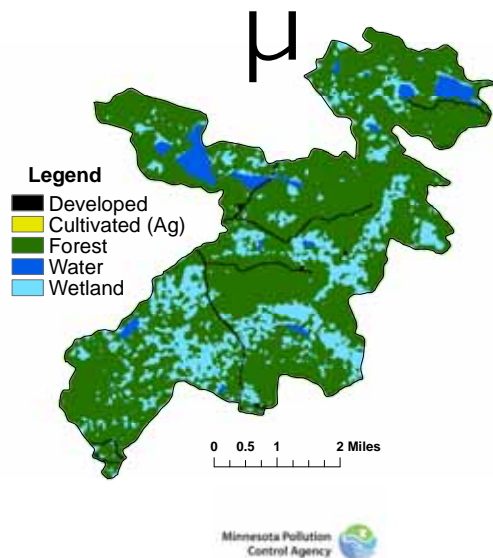 µ
Legend
Developed
Cultivated (Ag)
Forest
Water
Wetland
0 0.5 1 2 Miles
Minnesota Pollution
Control Agency